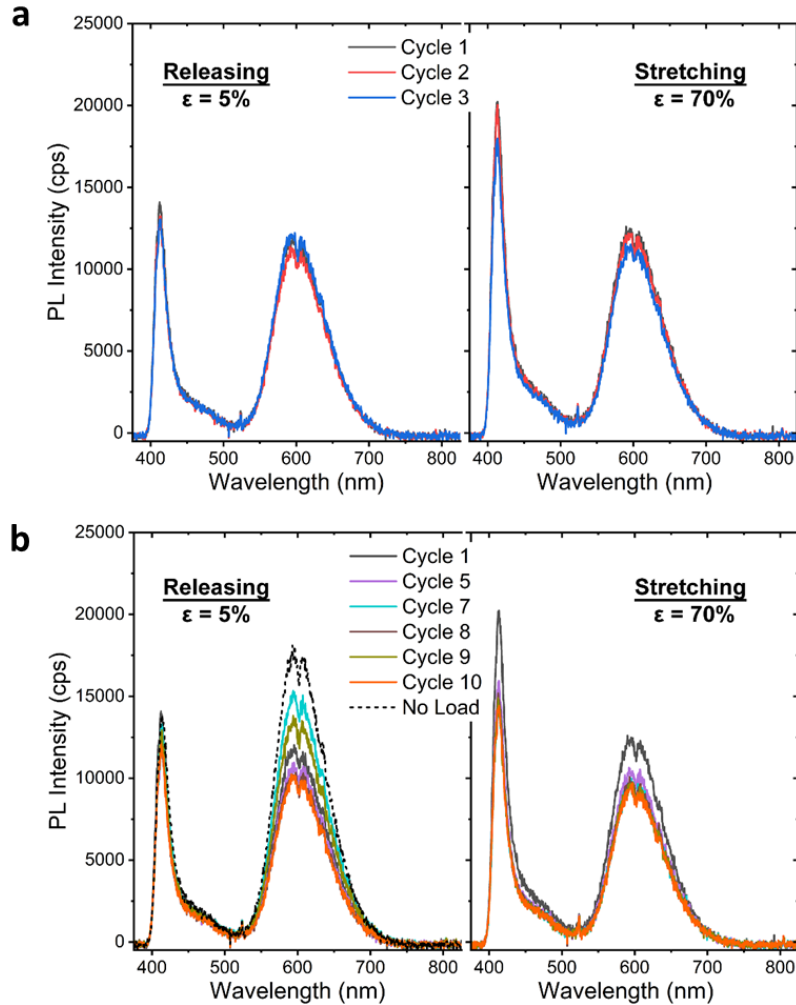 a
25000
20000
15000
10000
5000
0
PL Intensity (cps)
Releasing
ε = 5%
Cycle 1
Cycle 2
Cycle 3
Stretching
ε = 70%
400 500 600 700 800
400 500 600 700 800
Wavelength (nm)
Wavelength (nm)
b
25000
20000
15000
10000
5000
0
PL Intensity (cps)
Releasing
ε = 5%
Cycle 1
Cycle 5
Cycle 7
Cycle 8
Cycle 9
Cycle 10
No Load
Stretching
ε = 70%
400 500 600 700 800
400 500 600 700 800
Wavelength (nm)
Wavelength (nm)